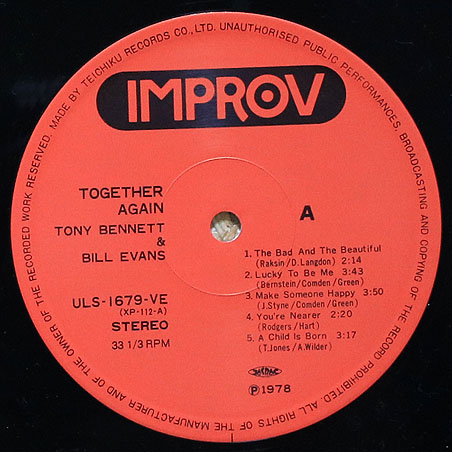 MADE BY TEICHIKU RECORDS CO., LTD. UNAUTHORISED PUBLIC PERFORMANCES, BROADCASTING AND COPYING OF THE RECORD PROHIBITED. ALL RIGHTS OF THE MANUFACTURER AND OF THE OWNER OF THE RECORDED WORK RESERVED.
IMPROV
TOGETHER
AGAIN
TONY BENNETT
&
BILL EVANS
ULS-1679-VE
(XP-112-A)
STEREO
33 1/3 RPM
A
1. The Bad And The Beautiful
(Raksin/D.Langdon) 2:14
2. Lucky To Be Me 3:43
(Bernstein/Comden/Green)
3. Make Someone Happy 3:50
(J.Styne/Comden/Green)
4. You're Nearer 2:20
(Rodgers/Hart)
5. A Child Is Born 3:17
(T.Jones/A.Wilder)
Ⓟ1978